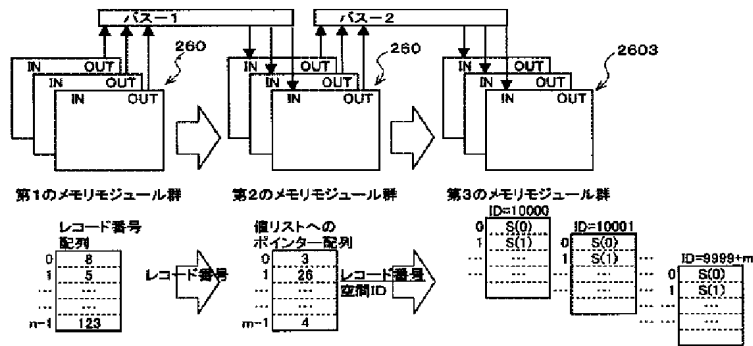 バス－1
バス－2
IN OUT
IN OUT
IN OUT
260
IN OUT
IN OUT
IN OUT
260
IN OUT
IN OUT
IN OUT
2603
第1のメモリモジュール群
第2のメモリモジュール群
第3のメモリモジュール群
レコード番号
配列
0 8
1 5
... ...
... ...
n-1 123
レコード番号
値リストへの
ポインター配列
0 3
1 26
... ...
... ...
m-1 4
レコード番号
空間ID
ID=10000
0 S(0)
1 S(1)
... ...
... ...
ID=10001
0 S(0)
1 S(1)
... ...
... ...
ID=9999+m
0 S(0)
1 S(1)
... ...
... ...